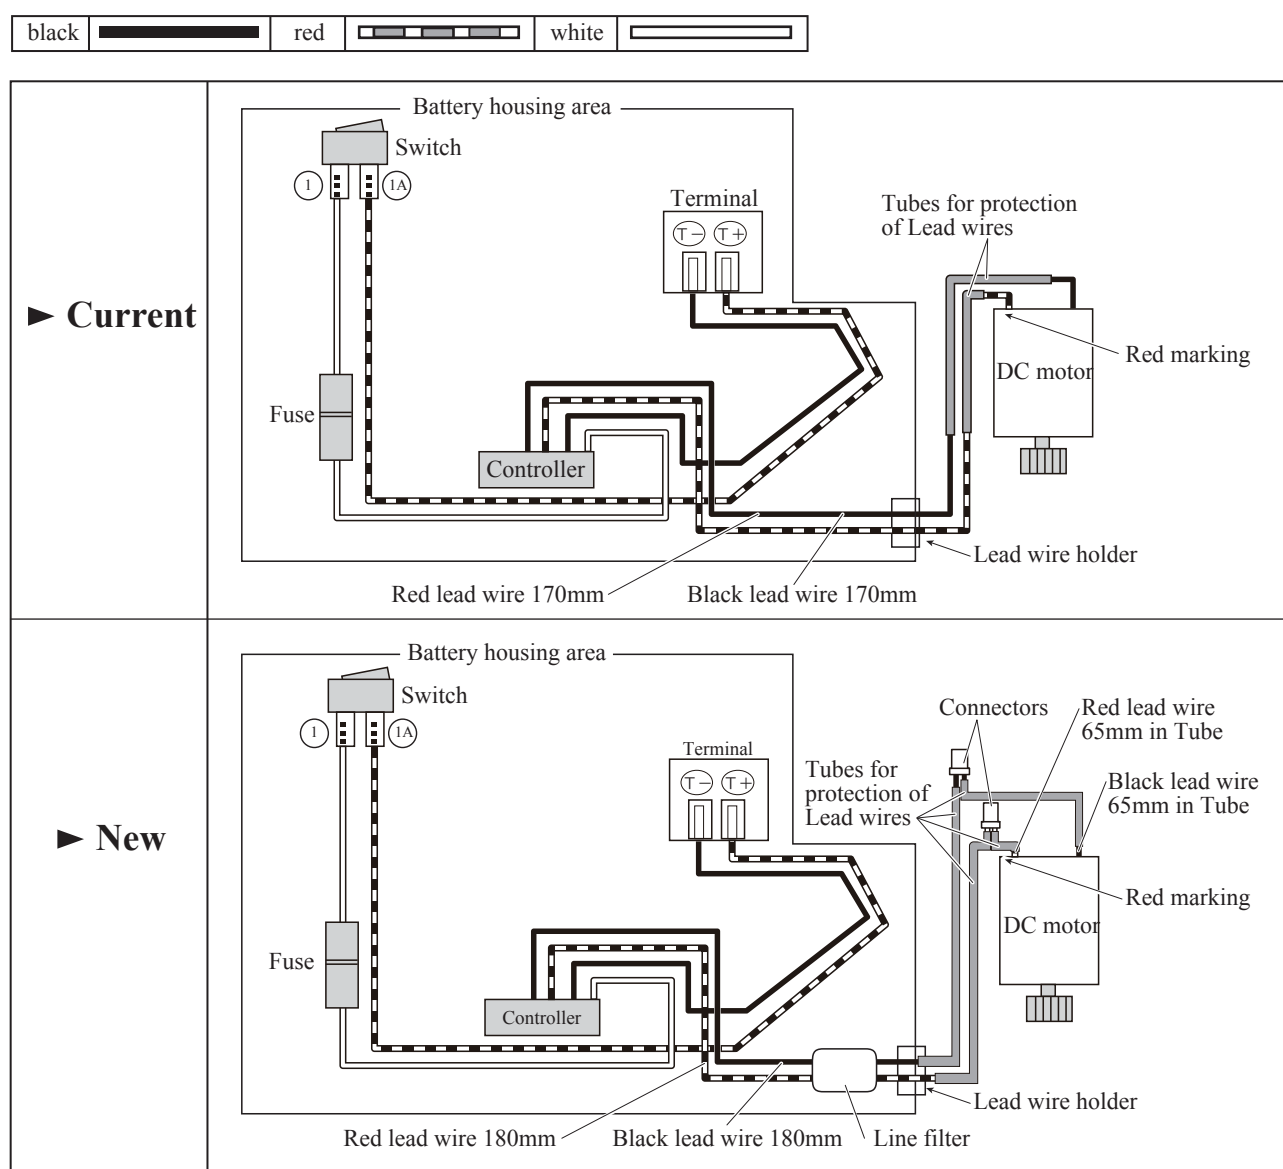 black
red
white
► Current
Battery housing area
Switch
1
1A
Terminal
T−
T+
Tubes for protection
of Lead wires
Red marking
DC motor
Fuse
Controller
Lead wire holder
Red lead wire 170mm
Black lead wire 170mm
► New
Battery housing area
Switch
1
1A
Terminal
T−
T+
Connectors
Red lead wire
65mm in Tube
Tubes for
protection of
Lead wires
Black lead wire
65mm in Tube
Red marking
DC motor
Fuse
Controller
Lead wire holder
Red lead wire 180mm
Black lead wire 180mm
Line filter